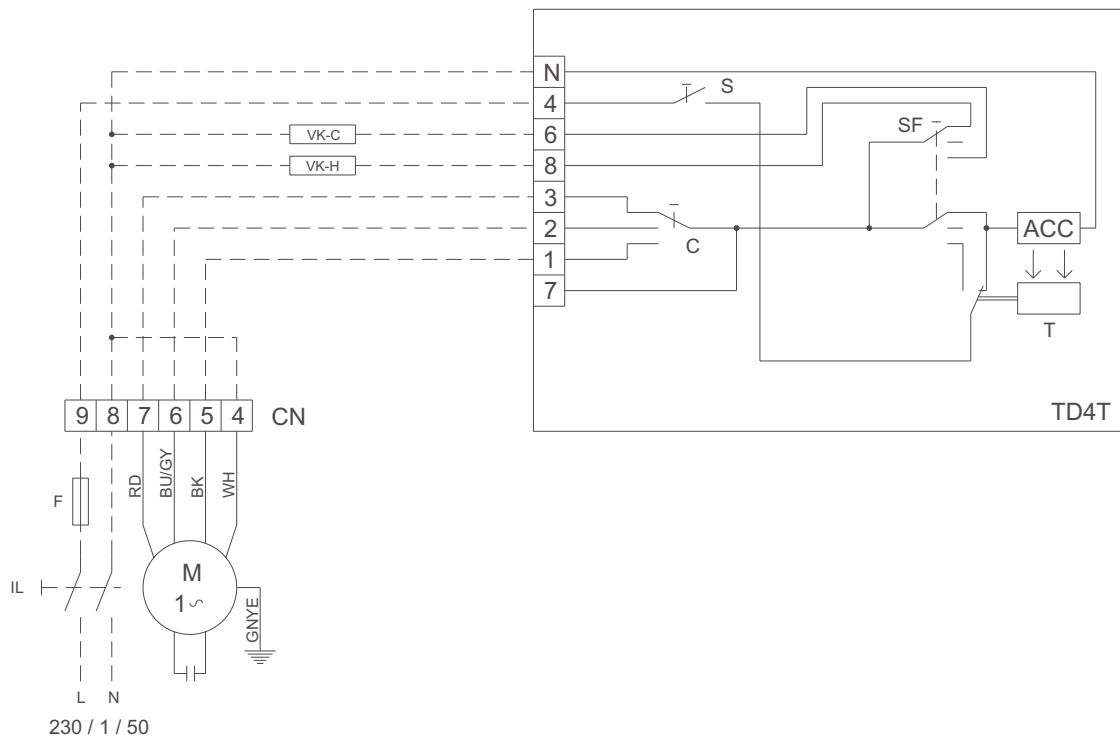 N
4 S
VK-C 6 SF
VK-H 8
3
2 ACC
C
1
7
T
9 8 7 6 5 4 CN TD4T
RD BU/GY BK WH
F
M
IL 1~
GNYE
L N
230 / 1 / 50